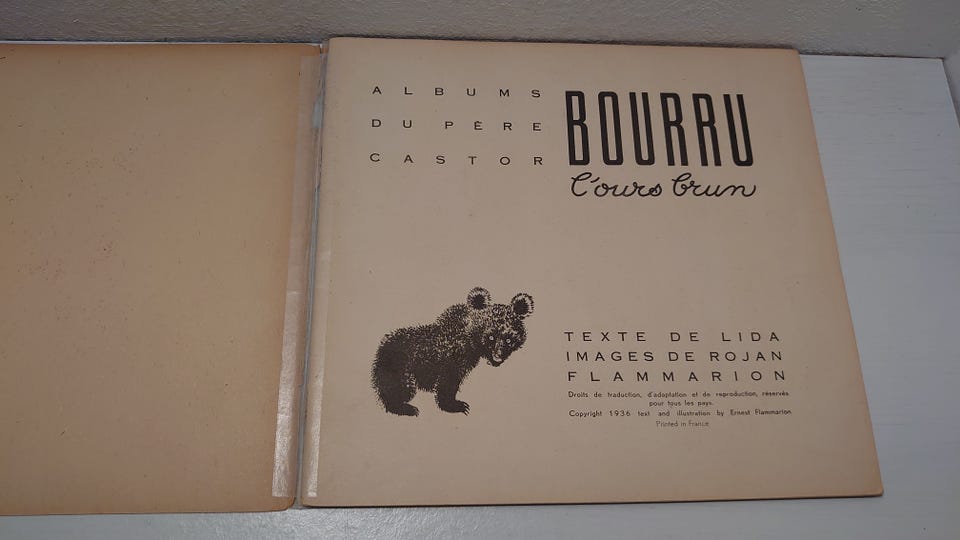 ALBUMS
DU PÈRE
CASTOR
BOURRU
l'ours brun
TEXTE DE LIDA
IMAGES DE ROJAN
FLAMMARION
Droits de traduction, d'adaptation et de reproduction, réservés
pour tous les pays.
Copyright 1936 text and illustration by Ernest Flammarion
Printed in France